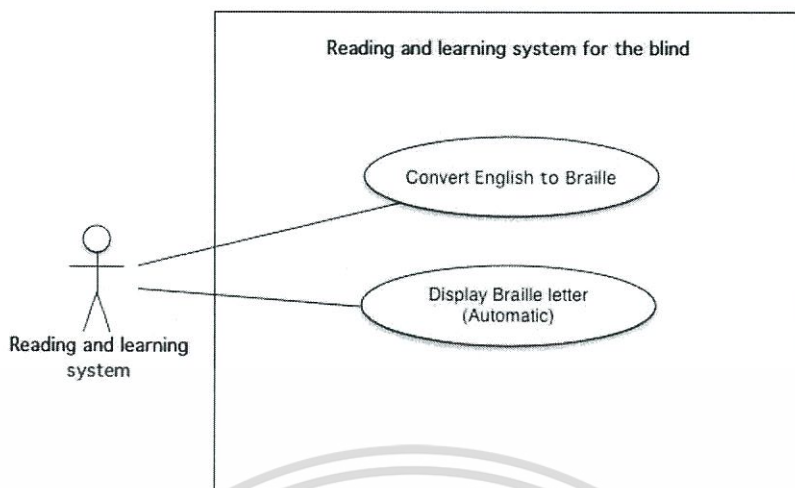 Reading and learning system for the blind
Convert English to Braille
Display Braille letter
(Automatic)
Reading and learning
system